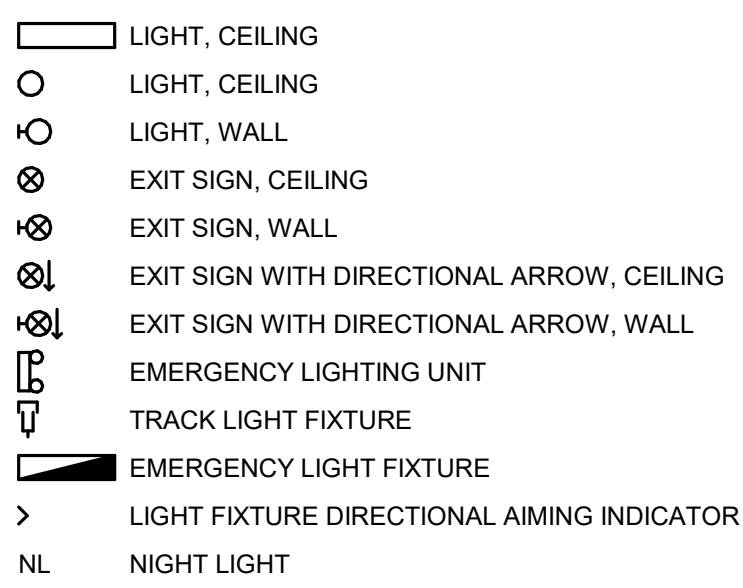 LIGHT, CEILING
LIGHT, CEILING
LIGHT, WALL
EXIT SIGN, CEILING
EXIT SIGN, WALL
EXIT SIGN WITH DIRECTIONAL ARROW, CEILING
EXIT SIGN WITH DIRECTIONAL ARROW, WALL
EMERGENCY LIGHTING UNIT
TRACK LIGHT FIXTURE
EMERGENCY LIGHT FIXTURE
LIGHT FIXTURE DIRECTIONAL AIMING INDICATOR
NL NIGHT LIGHT